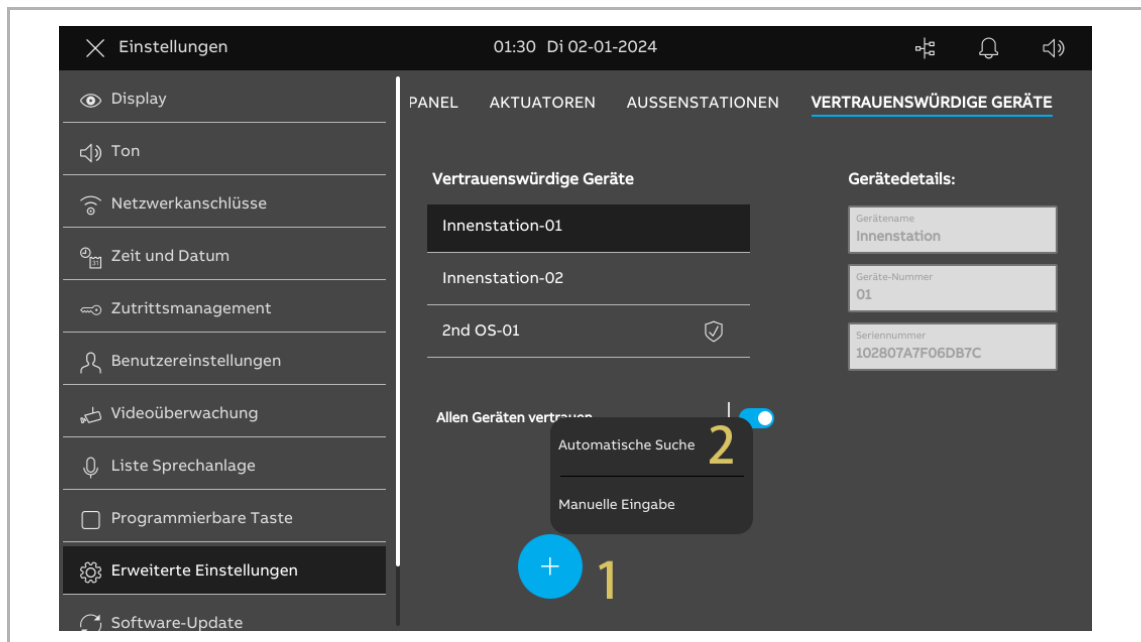 Einstellungen
01:30 Di 02-01-2024
Display
Ton
Netzwerkanschlüsse
Zeit und Datum
31
Zutrittsmanagement
Benutzereinstellungen
Videoüberwachung
Liste Sprechanlage
Programmierbare Taste
Erweiterte Einstellungen
Software-Update
PANEL AKTUATOREN AUSSENSTATIONEN VERTRAUENSWÜRDIGE GERÄTE
Vertrauenswürdige Geräte
Innenstation-01
Innenstation-02
2nd OS-01
Allen Geräten vertrauen
Automatische Suche 2
Manuelle Eingabe
+ 1
Gerätedetails:
Gerätename
Innenstation
Geräte-Nummer
01
Seriennummer
102807A7F06DB7C